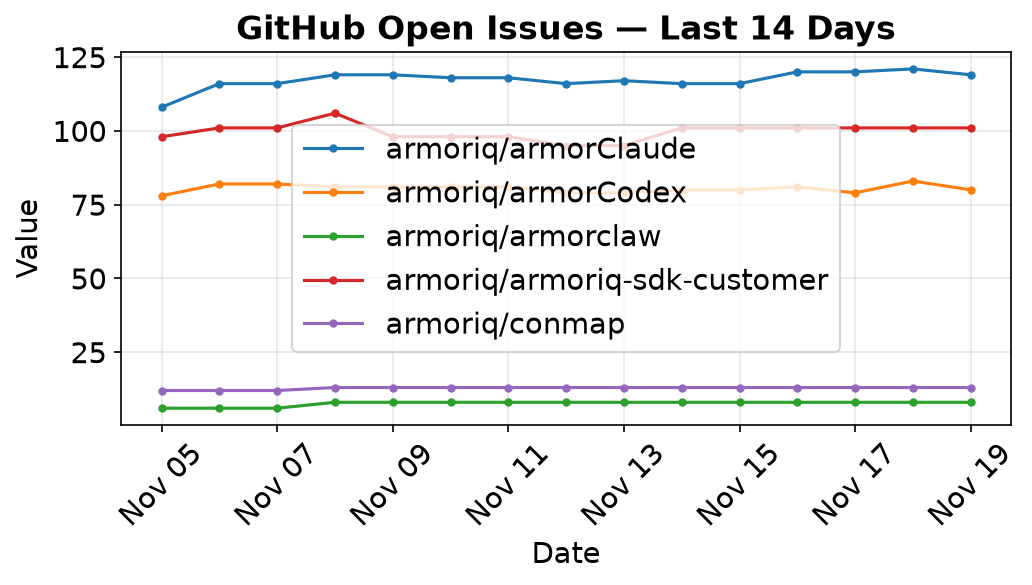 GitHub Open Issues — Last 14 Days
125
100
75
50
25
Value
armoriq/armorClaude
armoriq/armorCodex
armoriq/armorclaw
armoriq/armoriq-sdk-customer
armoriq/conmap
Nov 05
Nov 07
Nov 09
Nov 11
Nov 13
Nov 15
Nov 17
Nov 19
Date